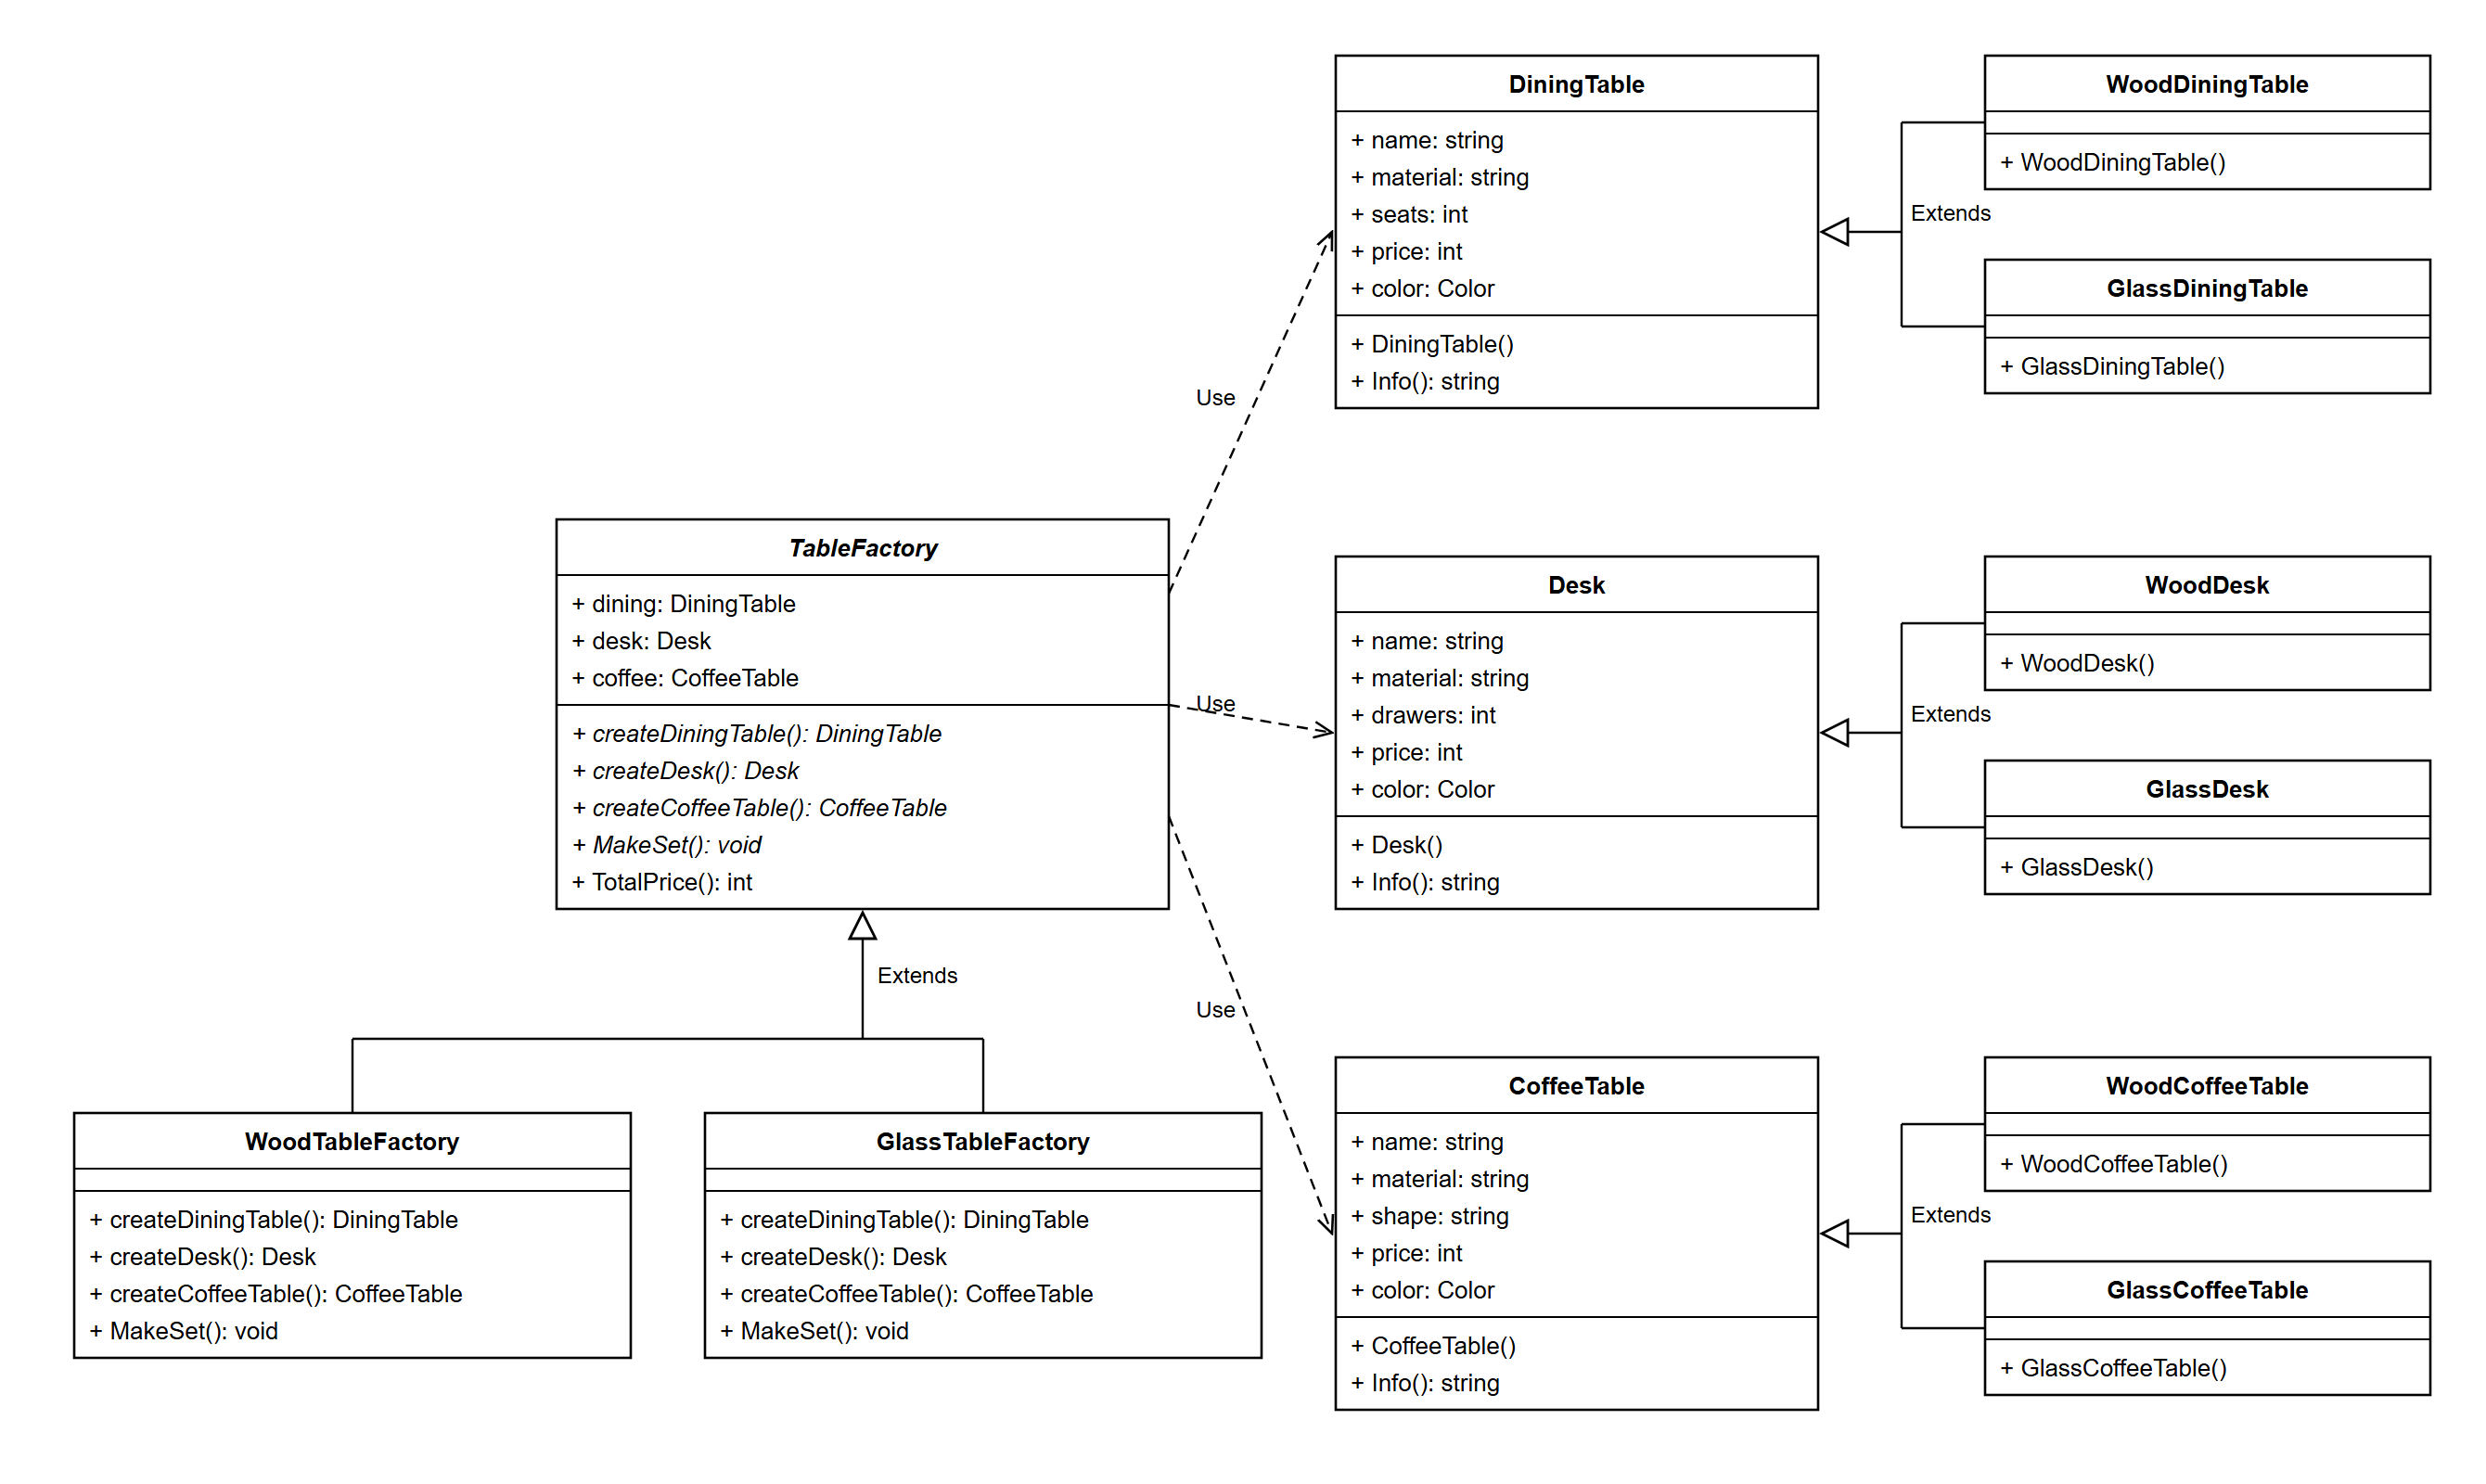 DiningTable
+ name: string
+ material: string
+ seats: int
+ price: int
+ color: Color
+ DiningTable()
+ Info(): string
WoodDiningTable
+ WoodDiningTable()
Extends
GlassDiningTable
+ GlassDiningTable()
Use
TableFactory
+ dining: DiningTable
+ desk: Desk
+ coffee: CoffeeTable
+ createDiningTable(): DiningTable
+ createDesk(): Desk
+ createCoffeeTable(): CoffeeTable
+ MakeSet(): void
+ TotalPrice(): int
Use
Desk
+ name: string
+ material: string
+ drawers: int
+ price: int
+ color: Color
+ Desk()
+ Info(): string
WoodDesk
+ WoodDesk()
Extends
GlassDesk
+ GlassDesk()
Extends
Use
WoodTableFactory
+ createDiningTable(): DiningTable
+ createDesk(): Desk
+ createCoffeeTable(): CoffeeTable
+ MakeSet(): void
GlassTableFactory
+ createDiningTable(): DiningTable
+ createDesk(): Desk
+ createCoffeeTable(): CoffeeTable
+ MakeSet(): void
CoffeeTable
+ name: string
+ material: string
+ shape: string
+ price: int
+ color: Color
+ CoffeeTable()
+ Info(): string
WoodCoffeeTable
+ WoodCoffeeTable()
Extends
GlassCoffeeTable
+ GlassCoffeeTable()